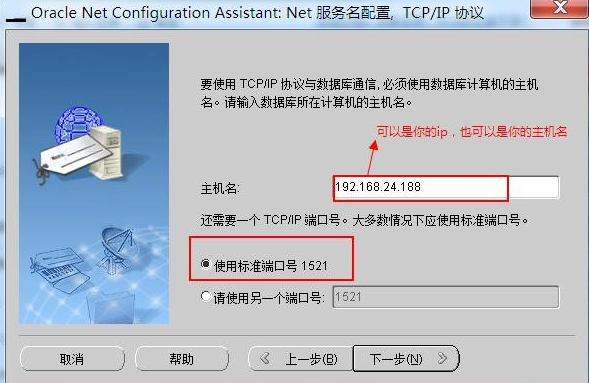 Oracle Net Configuration Assistant: Net 服务名配置, TCP/IP 协议
X
要使用 TCP/IP 协议与数据库通信, 必须使用数据库计算机的主机
名。请输入数据库所在计算机的主机名。
可以是你的ip，也可以是你的主机名
主机名: 192.168.24.188
还需要一个 TCP/IP 端口号。大多数情况下应使用标准端口号。
使用标准端口号 1521
请使用另一个端口号: 1521
取消 帮助 上一步(B) 下一步(N)